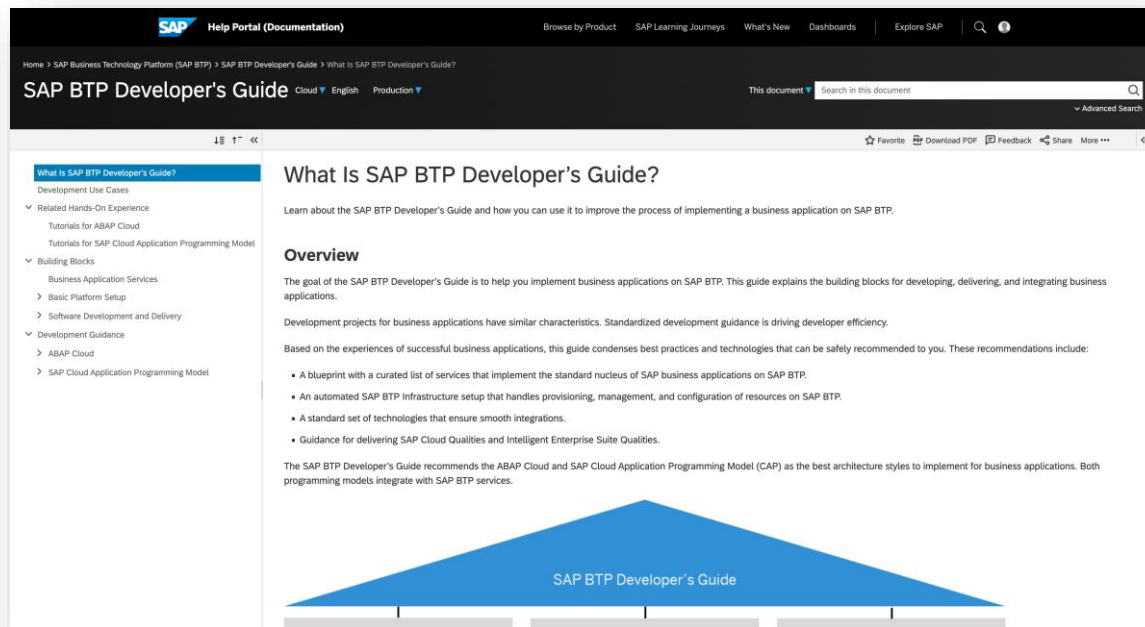 SAP Help Portal (Documentation) Browse by Product SAP Learning Journeys What's New Dashboards Explore SAP
Home > SAP Business Technology Platform (SAP BTP) > SAP BTP Developer's Guide > What Is SAP BTP Developer's Guide?
SAP BTP Developer's Guide Cloud English Production This document Search in this document
Advanced Search
Favorite PDF Download PDF Feedback Share More •••
What Is SAP BTP Developer's Guide?
Development Use Cases
Related Hands-On Experience
Tutorials for ABAP Cloud
Tutorials for SAP Cloud Application Programming Model
Building Blocks
Business Application Services
Basic Platform Setup
Software Development and Delivery
Development Guidance
ABAP Cloud
SAP Cloud Application Programming Model
What Is SAP BTP Developer's Guide?
Learn about the SAP BTP Developer's Guide and how you can use it to improve the process of implementing a business application on SAP BTP.
Overview
The goal of the SAP BTP Developer's Guide is to help you implement business applications on SAP BTP. This guide explains the building blocks for developing, delivering, and integrating business
applications.
Development projects for business applications have similar characteristics. Standardized development guidance is driving developer efficiency.
Based on the experiences of successful business applications, this guide condenses best practices and technologies that can be safely recommended to you. These recommendations include:
• A blueprint with a curated list of services that implement the standard nucleus of SAP business applications on SAP BTP.
• An automated SAP BTP Infrastructure setup that handles provisioning, management, and configuration of resources on SAP BTP.
• A standard set of technologies that ensure smooth integrations.
• Guidance for delivering SAP Cloud Qualities and Intelligent Enterprise Suite Qualities.
The SAP BTP Developer's Guide recommends the ABAP Cloud and SAP Cloud Application Programming Model (CAP) as the best architecture styles to implement for business applications. Both
programming models integrate with SAP BTP services.
SAP BTP Developer's Guide